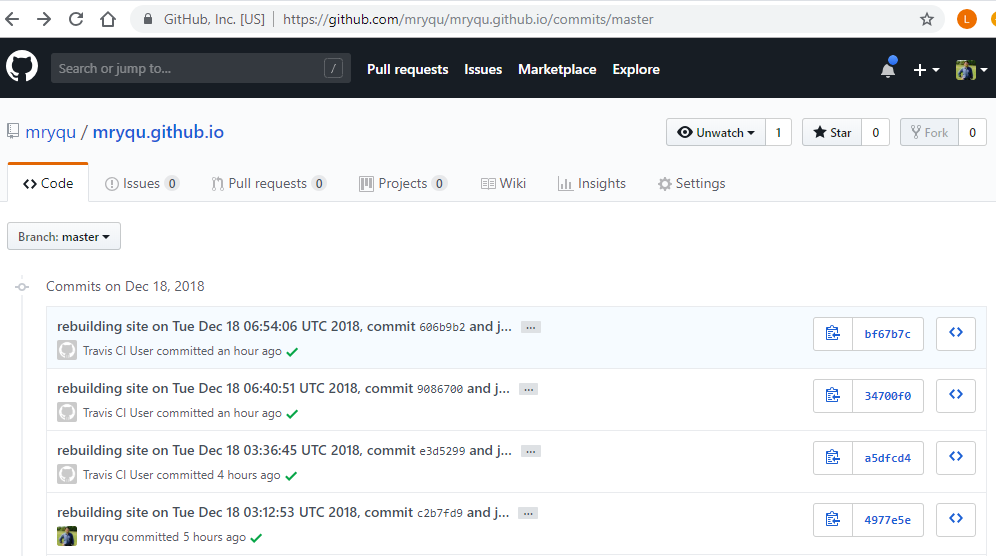 GitHub, Inc. [US] | https://github.com/mryqu/mryqu.github.io/commits/master L
Search or jump to... / Pull requests Issues Marketplace Explore
mryqu / mryqu.github.io Unwatch 1 Star 0 Fork 0
Code Issues 0 Pull requests 0 Projects 0 Wiki Insights Settings
Branch: master
Commits on Dec 18, 2018
rebuilding site on Tue Dec 18 06:54:06 UTC 2018, commit 606b9b2 and j... ...
bf67b7c
Travis CI User committed an hour ago
rebuilding site on Tue Dec 18 06:40:51 UTC 2018, commit 9086700 and j... ...
34700f0
Travis CI User committed an hour ago
rebuilding site on Tue Dec 18 03:36:45 UTC 2018, commit e3d5299 and j... ...
a5dfcd4
Travis CI User committed 4 hours ago
rebuilding site on Tue Dec 18 03:12:53 UTC 2018, commit c2b7fd9 and j... ...
4977e5e
mryqu committed 5 hours ago